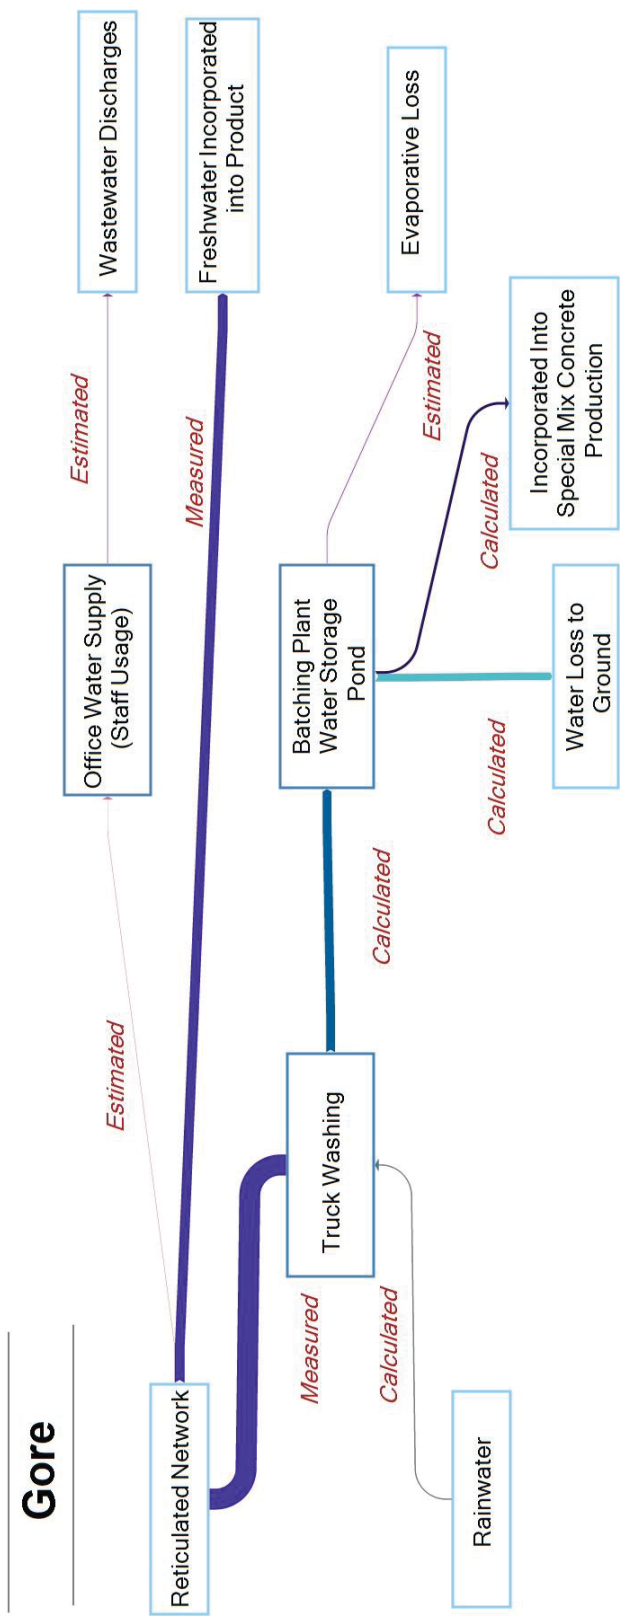 Gore
Reticulated Network
Rainwater
Estimated
Measured
Measured
Calculated
Truck Washing
Calculated
Office Water Supply
(Staff Usage)
Batching Plant
Water Storage
Pond
Calculated
Water Loss to
Ground
Estimated
Estimated
Calculated
Wastewater Discharges
Freshwater Incorporated
into Product
Evaporative Loss
Incorporated Into
Special Mix Concrete
Production